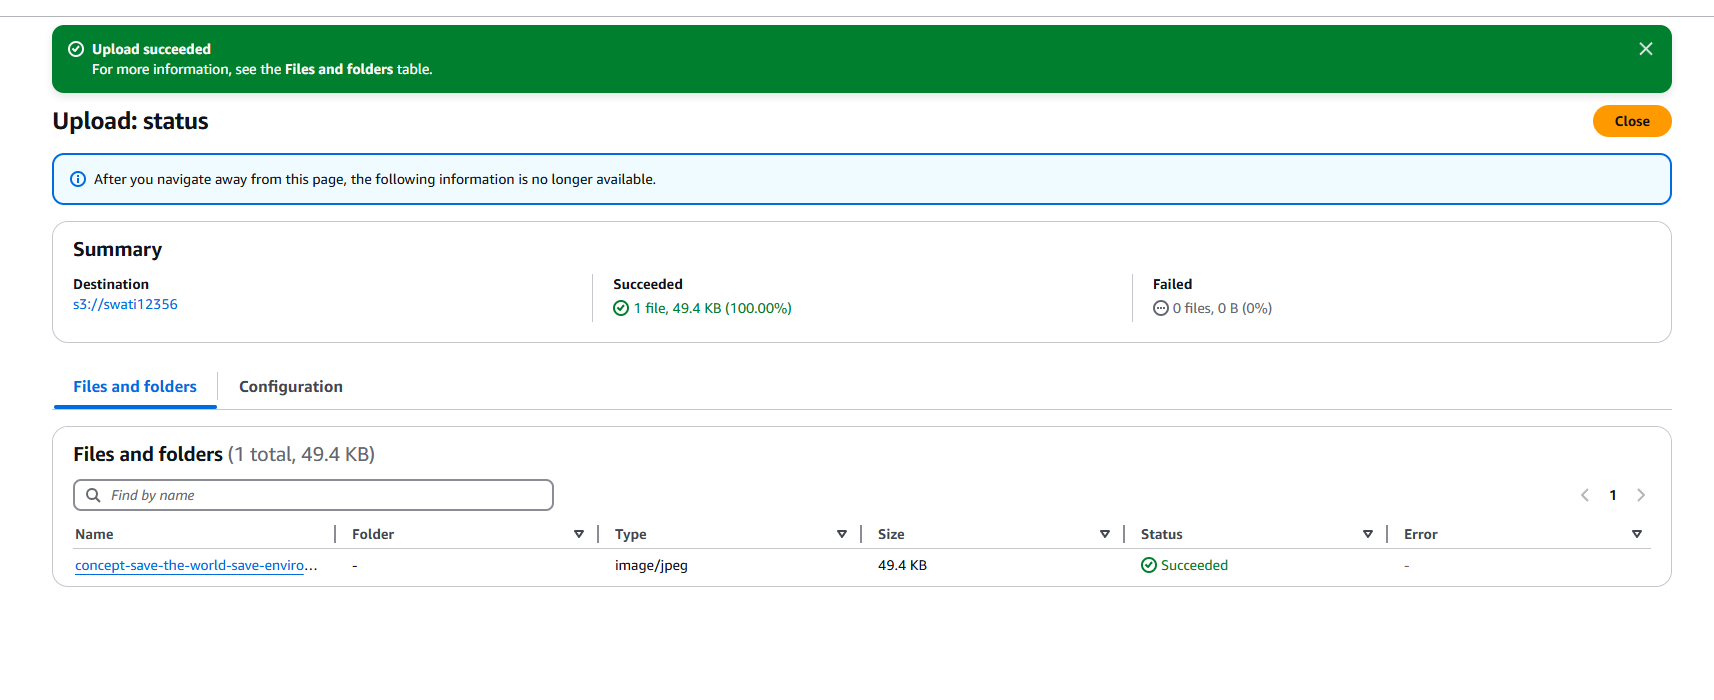 Upload succeeded
For more information, see the Files and folders table.
Upload: status
Close
After you navigate away from this page, the following information is no longer available.
Summary
Destination
s3://swati12356
Succeeded
1 file, 49.4 KB (100.00%)
Failed
0 files, 0 B (0%)
Files and folders
Configuration
Files and folders (1 total, 49.4 KB)
Find by name
1
Name Folder Type Size Status Error
concept-save-the-world-save-enviro... - image/jpeg 49.4 KB Succeeded -